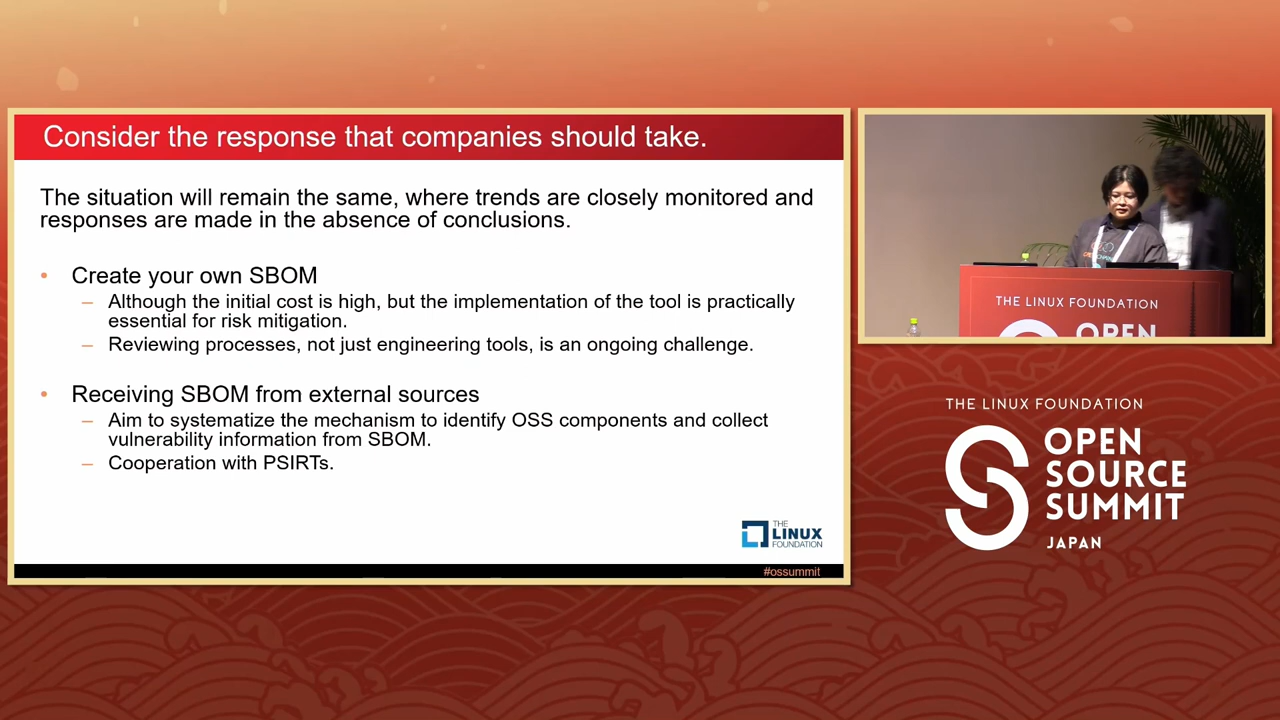 Consider the response that companies should take.
The situation will remain the same, where trends are closely monitored and
responses are made in the absence of conclusions.
• Create your own SBOM
– Although the initial cost is high, but the implementation of the tool is practically
essential for risk mitigation.
– Reviewing processes, not just engineering tools, is an ongoing challenge.
• Receiving SBOM from external sources
– Aim to systematize the mechanism to identify OSS components and collect
vulnerability information from SBOM.
– Cooperation with PSIRTs.
THE
LINUX
FOUNDATION
#ossummit
THE LINUX FOUNDATION
OPEN
THE LINUX FOUNDATION
OPEN
SOURCE
SUMMIT
JAPAN